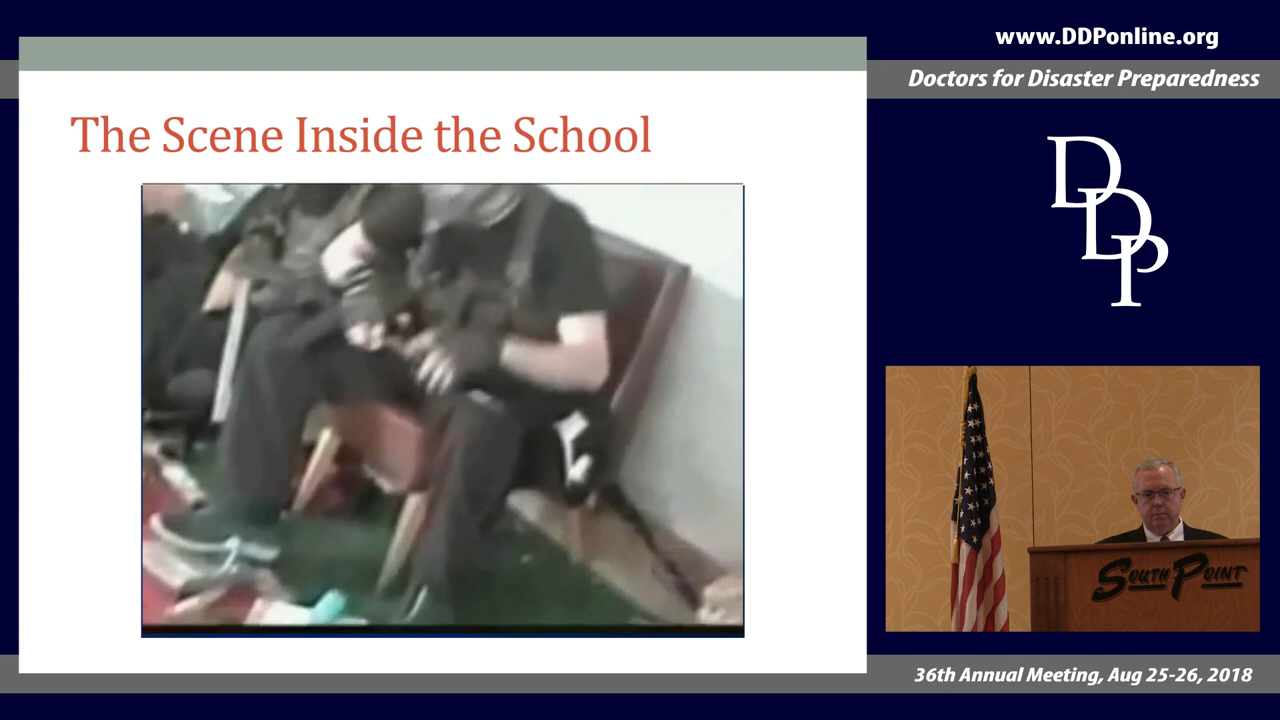 www.DDPonline.org
Doctors for Disaster Preparedness
The Scene Inside the School
DDP
SOUTH POINT
36th Annual Meeting, Aug 25-26, 2018